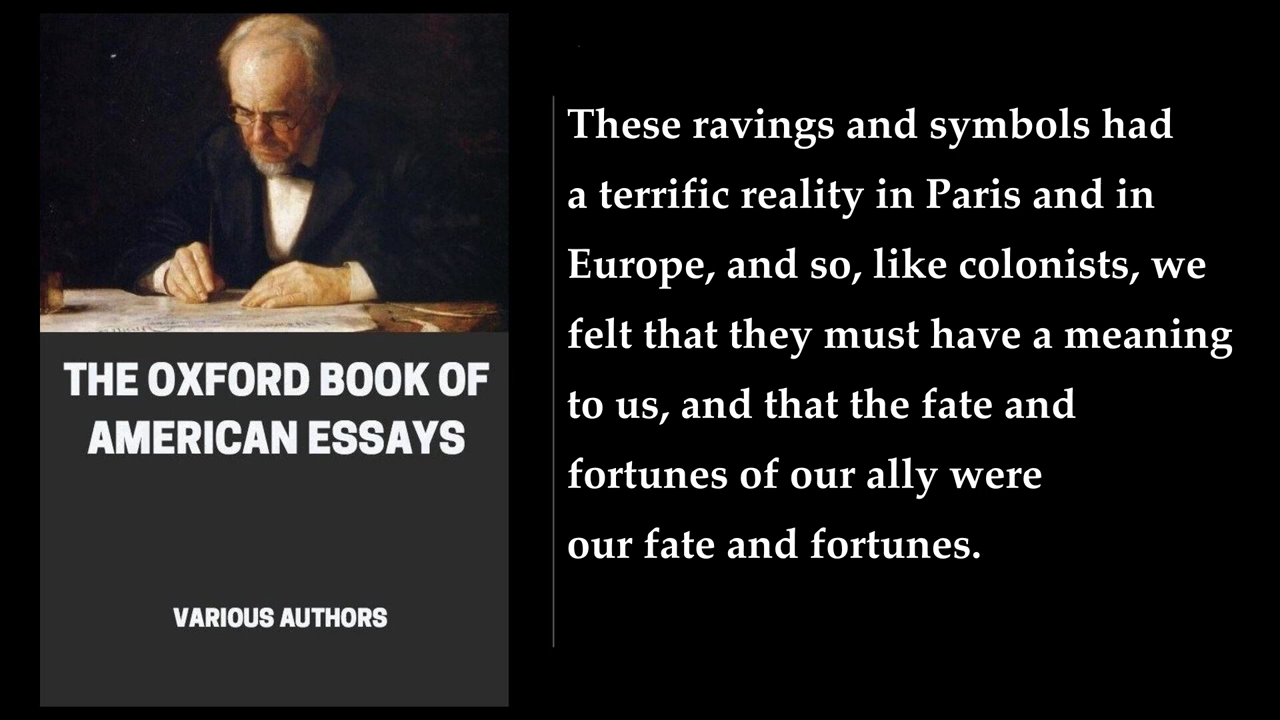 THE OXFORD BOOK OF
AMERICAN ESSAYS
VARIOUS AUTHORS
These ravings and symbols had
a terrific reality in Paris and in
Europe, and so, like colonists, we
felt that they must have a meaning
to us, and that the fate and
fortunes of our ally were
our fate and fortunes.